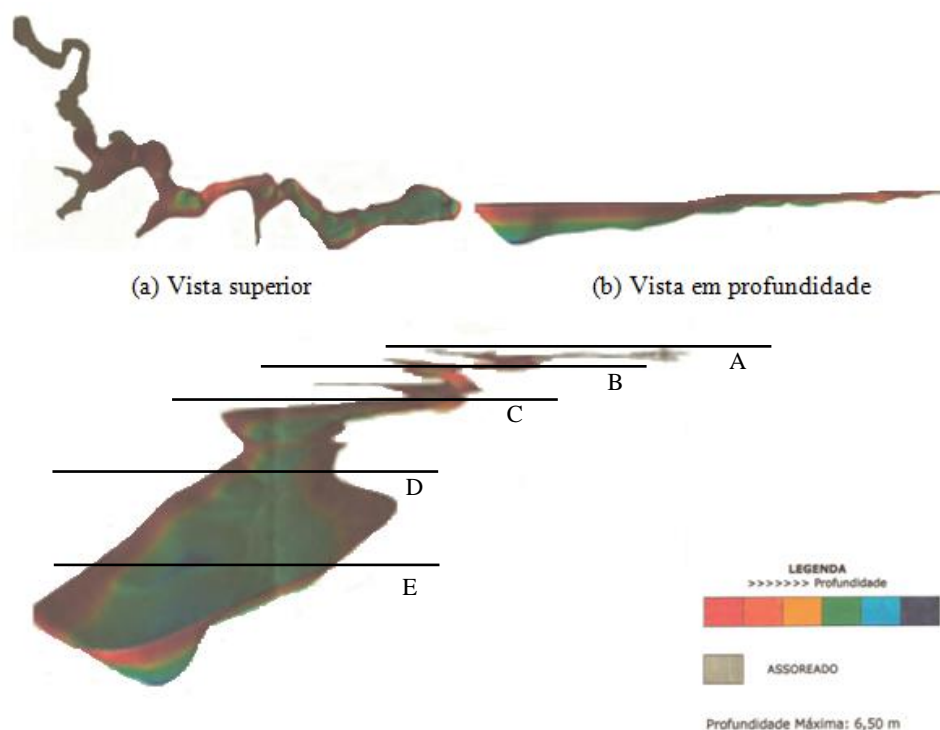 (a) Vista superior
(b) Vista em profundidade
A
B
C
D
E
LEGENDA
>>>>>>> Profundidade
ASSOREADO
Profundidade Máxima: 6,50 m